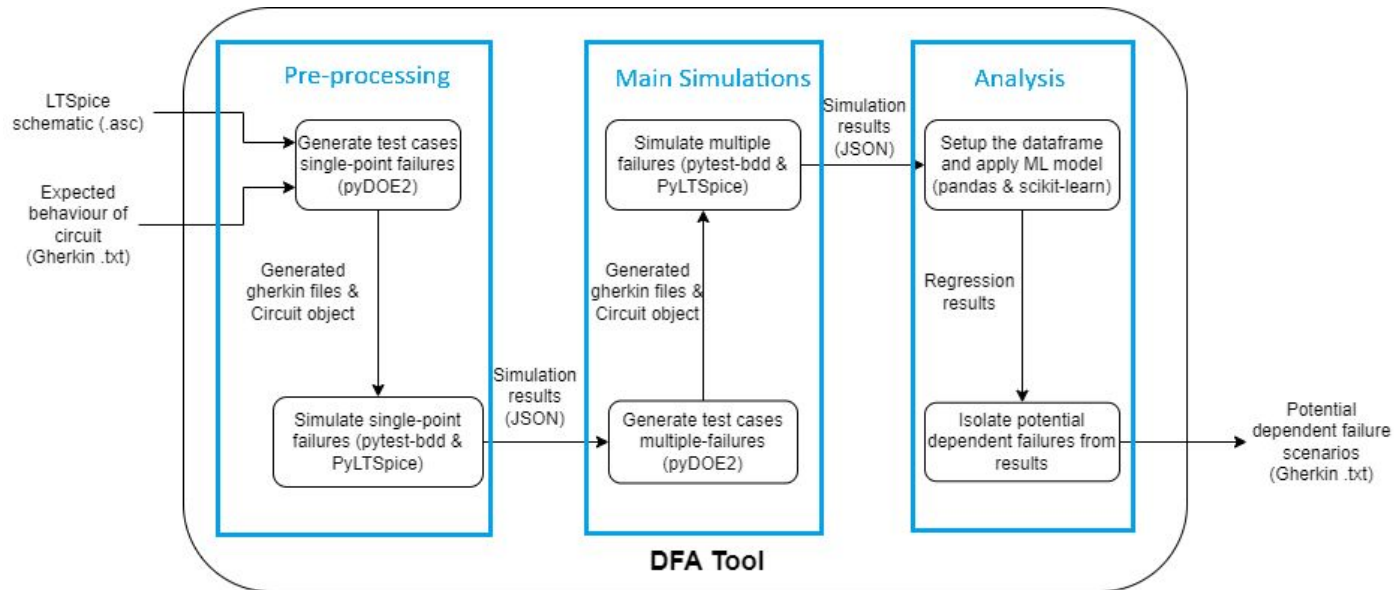 LTSpice
schematic (.asc)
Expected
behaviour of
circuit
(Gherkin .txt)
Pre-processing
Generate test cases
single-point failures
(pyDOE2)
Generated
gherkin files &
Circuit object
Simulate single-point
failures (pytest-bdd &
PyLTSpice)
Simulation
results
(JSON)
Main Simulations
Simulate multiple
failures (pytest-bdd &
PyLTSpice)
Generated
gherkin files &
Circuit object
Generate test cases
multiple-failures
(pyDOE2)
Simulation
results
(JSON)
Analysis
Setup the dataframe
and apply ML model
(pandas & scikit-learn)
Regression
results
Isolate potential
dependent failures from
results
Potential
dependent failure
scenarios
(Gherkin .txt)
DFA Tool